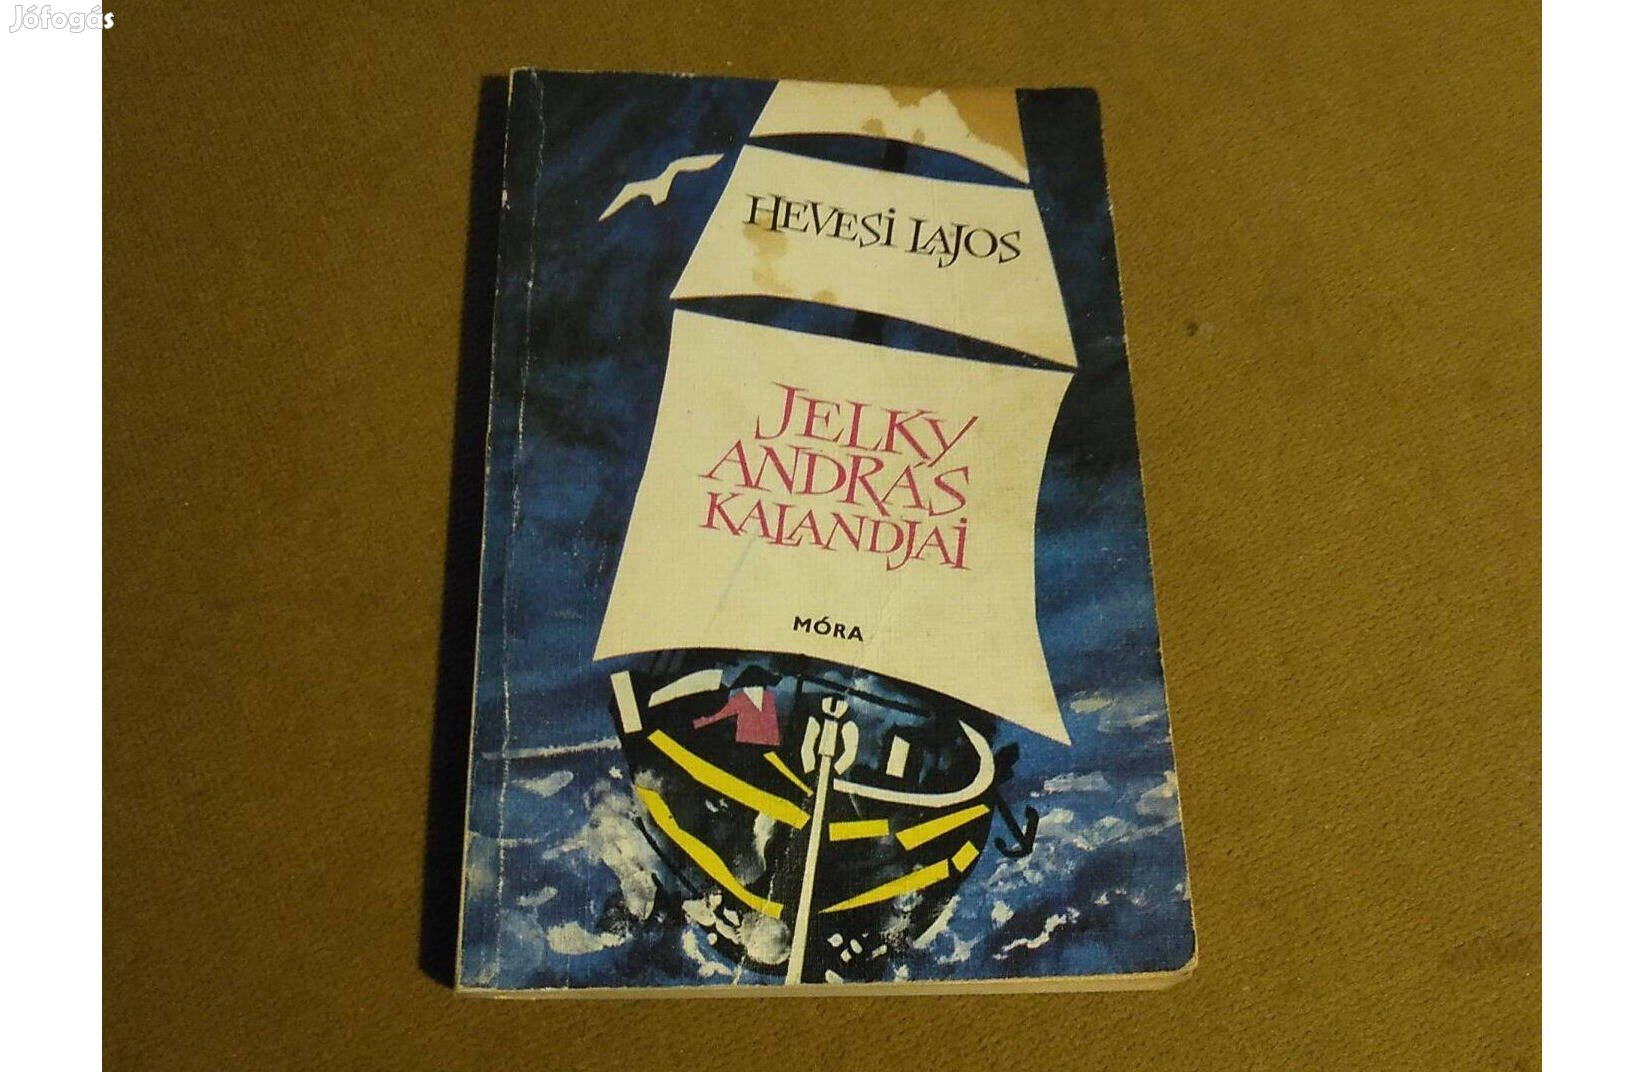 Jófogás
HEVESI LAJOS
JELKY
ANDRÁS
KALANDJAI
MÓRA